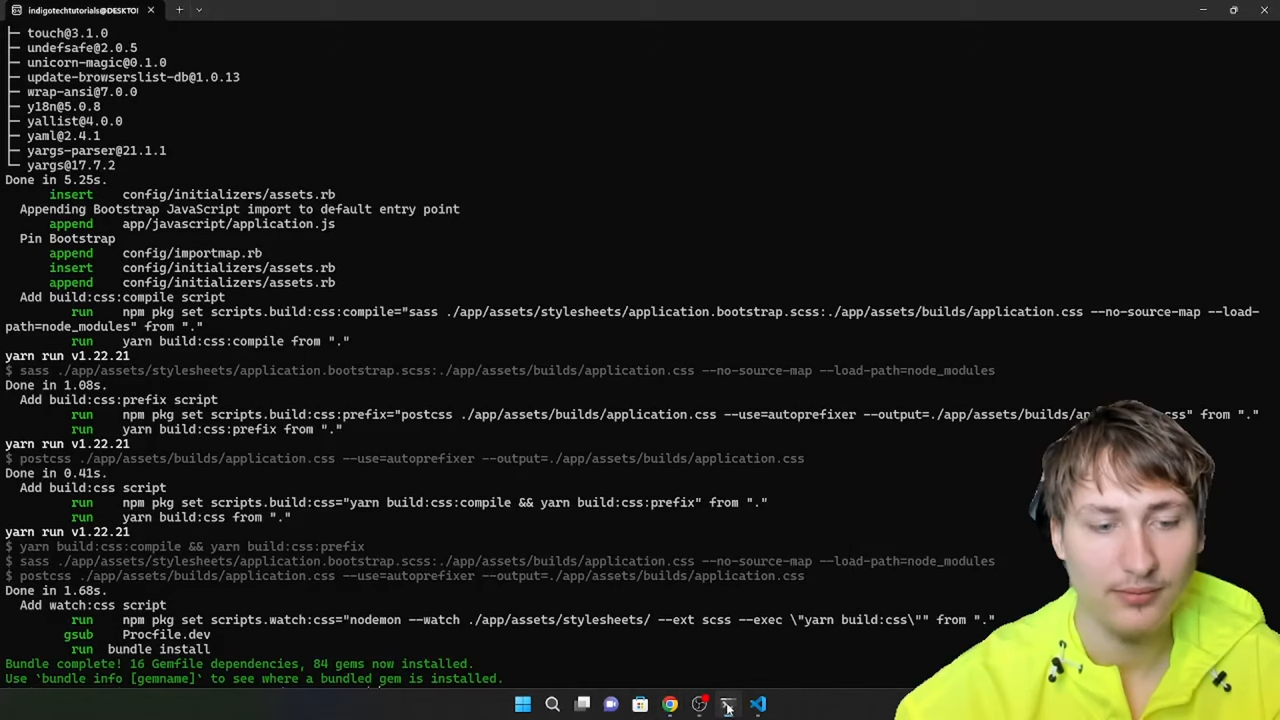 indigotechtutorials@DESKTO!
├─ touch@3.1.0
├─ undefsafe@2.0.5
├─ unicorn-magic@0.1.0
├─ update-browserslist-db@1.0.13
├─ wrap-ansi@7.0.0
├─ y18n@5.0.8
├─ yallist@4.0.0
├─ yaml@2.4.1
├─ yargs-parser@21.1.1
└─ yargs@17.7.2
Done in 5.25s.
insert config/initializers/assets.rb
Appending Bootstrap JavaScript import to default entry point
append app/javascript/application.js
Pin Bootstrap
append config/importmap.rb
insert config/initializers/assets.rb
append config/initializers/assets.rb
Add build:css:compile script
run npm pkg set scripts.build:css:compile="sass ./app/assets/stylesheets/application.bootstrap.scss:./app/assets/builds/application.css --no-source-map --load-
path=node_modules" from "."
run yarn build:css:compile from "."
yarn run v1.22.21
$ sass ./app/assets/stylesheets/application.bootstrap.scss:./app/assets/builds/application.css --no-source-map --load-path=node_modules
Done in 1.08s.
Add build:css:prefix script
run npm pkg set scripts.build:css:prefix="postcss ./app/assets/builds/application.css --use=autoprefixer --output=./app/assets/builds/ap css" from "."
run yarn build:css:prefix from "."
yarn run v1.22.21
$ postcss ./app/assets/builds/application.css --use=autoprefixer --output=./app/assets/builds/application.css
Done in 0.41s.
Add build:css script
run npm pkg set scripts.build:css="yarn build:css:compile && yarn build:css:prefix" from "."
run yarn build:css from "."
yarn run v1.22.21
$ yarn build:css:compile && yarn build:css:prefix
$ sass ./app/assets/stylesheets/application.bootstrap.scss:./app/assets/builds/application.css --no-source-map --load-path=node_modules
$ postcss ./app/assets/builds/application.css --use=autoprefixer --output=./app/assets/builds/application.css
Done in 1.68s.
Add watch:css script
run npm pkg set scripts.watch:css="nodemon --watch ./app/assets/stylesheets/ --ext scss --exec \"yarn build:css\"" from "."
gsub Procfile.dev
run bundle install
Bundle complete! 16 Gemfile dependencies, 84 gems now installed.
Use `bundle info [gemname]` to see where a bundled gem is installed.